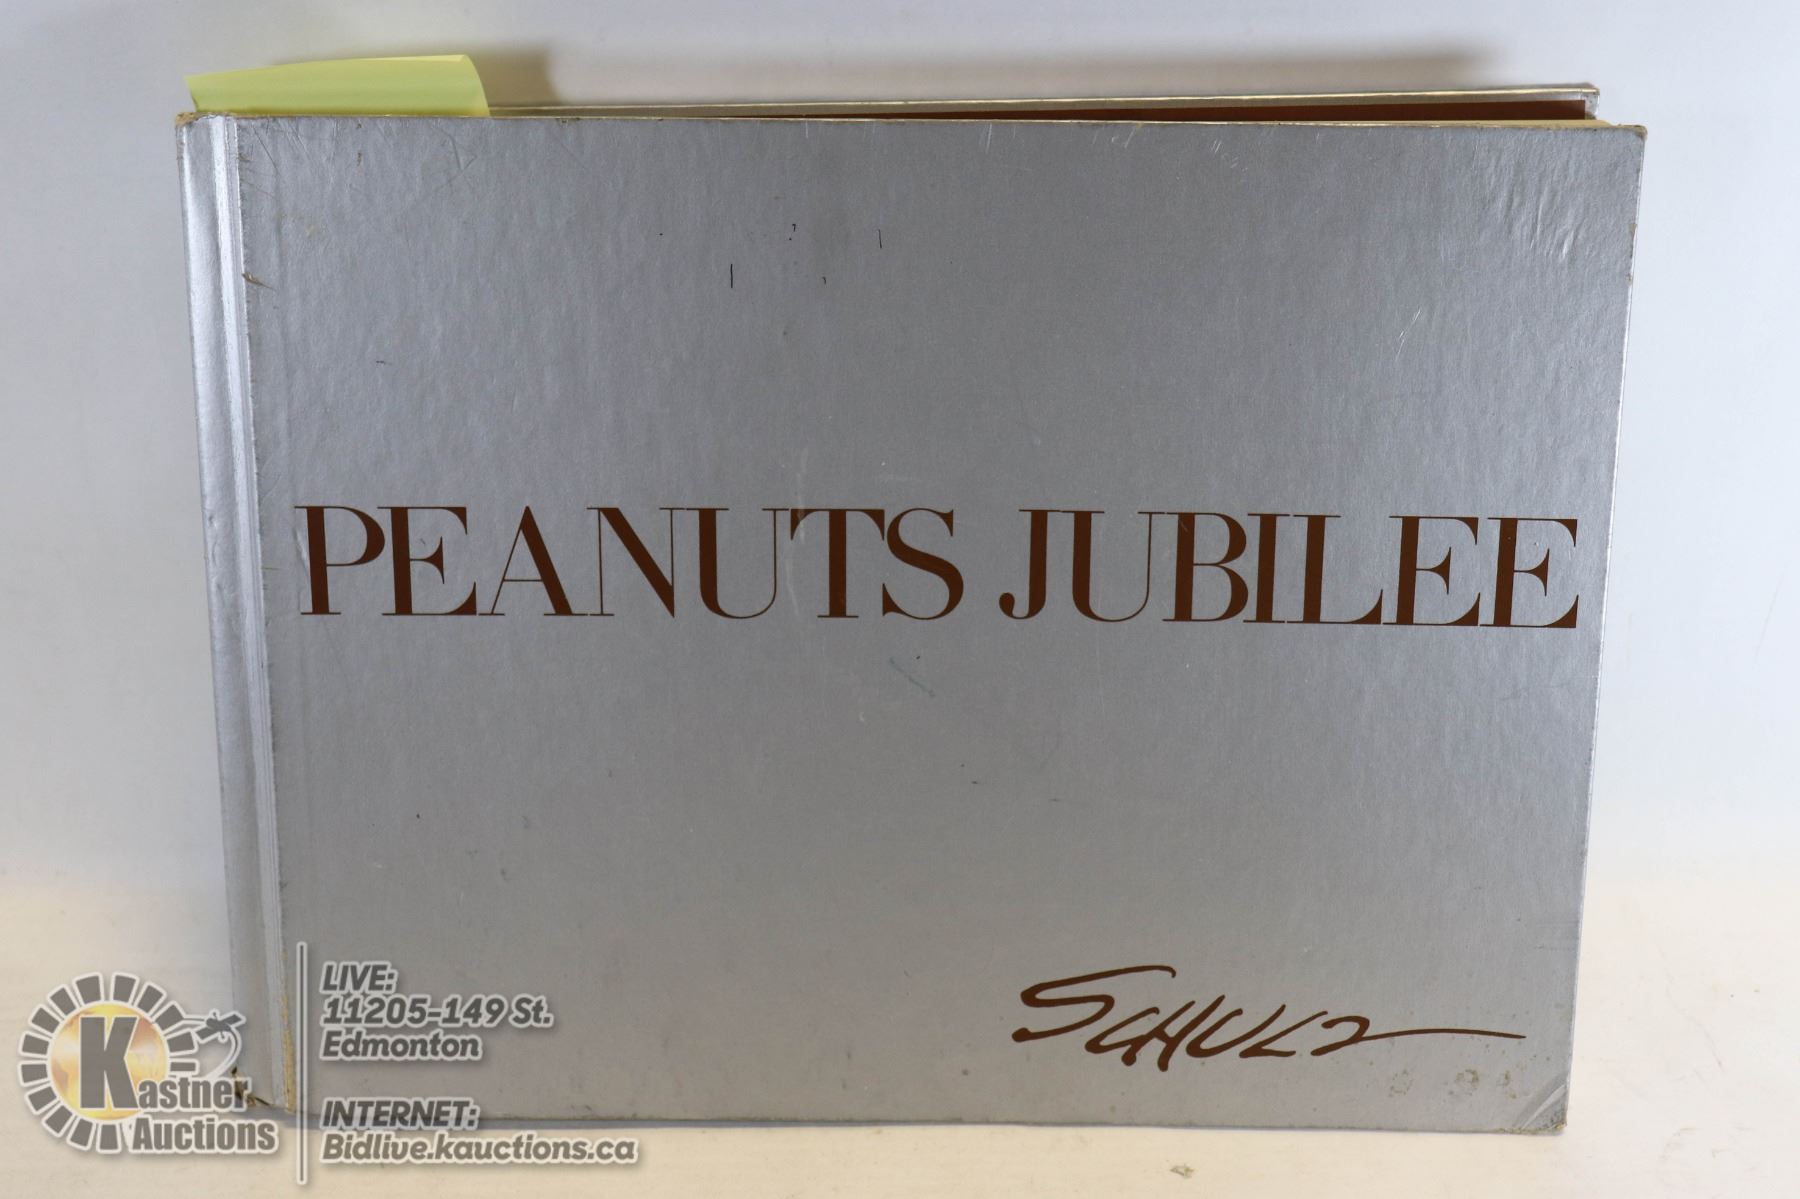 PEANUTS JUBILEE
SCHULZ
K
Kastner
Auctions
LIVE:
11205-149 St.
Edmonton
INTERNET:
Bidlive.kauctions.ca